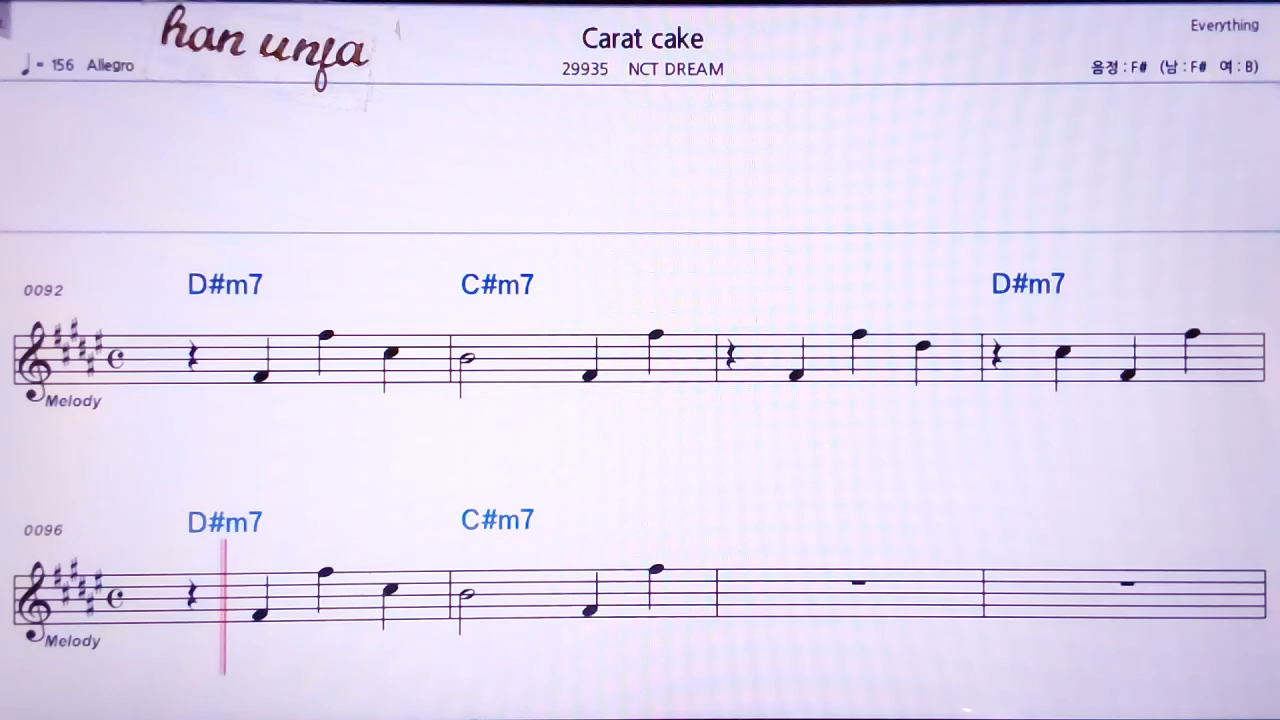 han unfa
Carat cake
Everything
♩ = 156 Allegro
29935 NCT DREAM
음정 : F# (남 : F# 여 : B)
0092
D#m7 C#m7 D#m7
Melody
0096
D#m7 C#m7
Melody